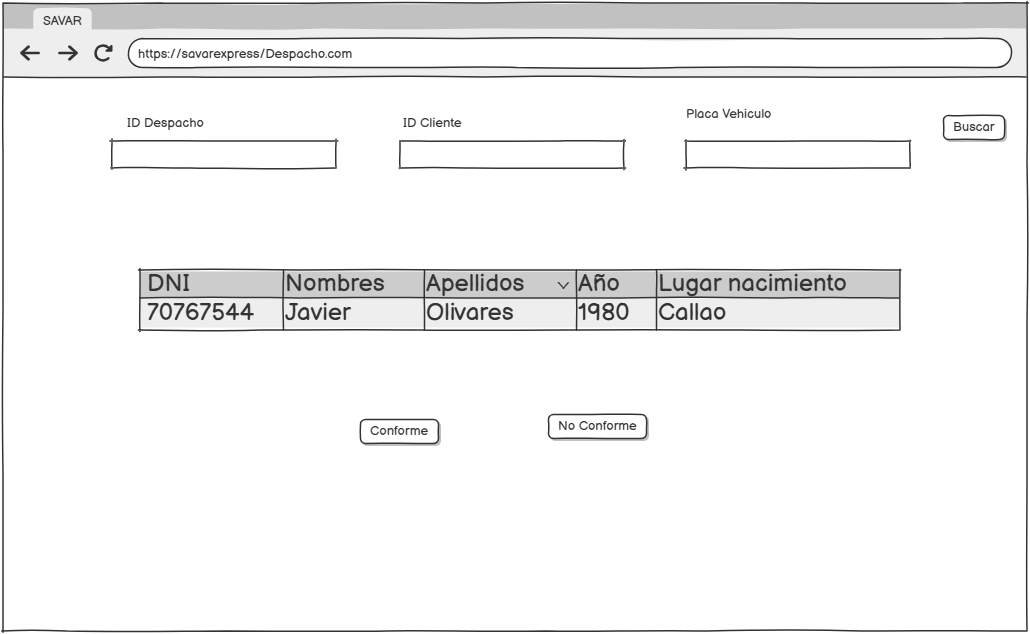 SAVAR
https://savarexpress/Despacho.com
ID Despacho
ID Cliente
Placa Vehiculo
Buscar
DNI Nombres Apellidos Año Lugar nacimiento
70767544 Javier Olivares 1980 Callao
Conforme
No Conforme